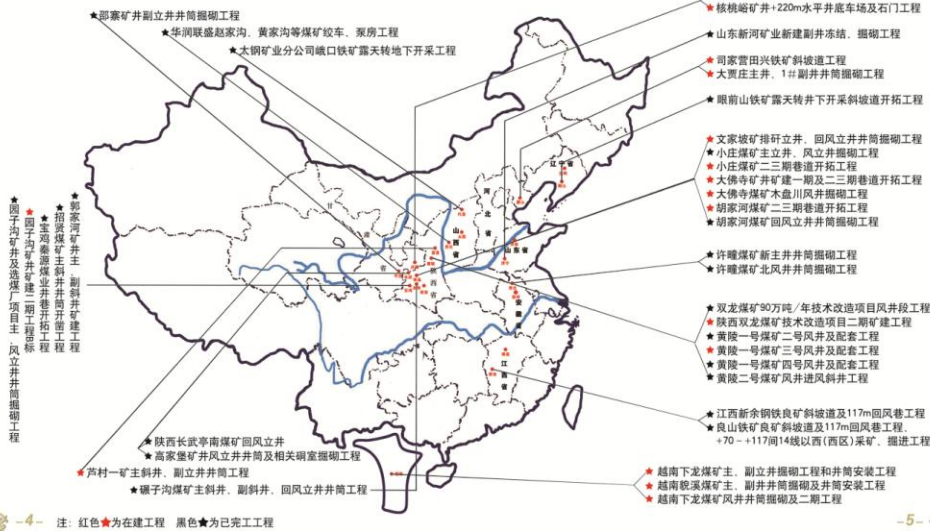 ★邵寨矿井副立井井筒掘砌工程
★华润联盛赵家沟、黄家沟等煤矿绞车、泵房工程
★太钢矿业分公司峨口铁矿露天转地下开采工程
★核桃峪矿井+220m水平井底车场及石门工程
★山东新河矿业新建副井冻结、掘砌工程
★司家营田兴铁矿斜坡道工程
★大贾庄主井、1#副井井筒掘砌工程
★眼前山铁矿露天转井下开采斜坡道开拓工程
★文家坡矿排矸立井、回风立井井筒掘砌工程
★小庄煤矿主立井、风立井掘砌工程
★小庄煤矿二三期巷道开拓工程
★大佛寺矿井矿建一期及二三期巷道开拓工程
★大佛寺煤矿木盘川风井掘砌工程
★胡家河煤矿二三期巷道开拓工程
★胡家河煤矿回风立井井筒掘砌工程
★许疃煤矿新主井井筒掘砌工程
★许疃煤矿北风井井筒掘砌工程
★双龙煤矿90万吨/年技术改造项目风井段工程
★陕西双龙煤矿技术改造项目二期矿建工程
★黄陵一号煤矿二号风井及配套工程
★黄陵一号煤矿三号风井及配套工程
★黄陵一号煤矿四号风井及配套工程
★黄陵二号煤矿风井进风斜井工程
★江西新余钢铁良矿斜坡道及117m回风巷工程
★良山铁矿良矿斜坡道及117m回风巷工程、
+70~+117间14线以西(西区)采矿、掘进工程
★越南下龙煤矿主、副立井掘砌工程和井筒安装工程
★越南貌溪煤矿主、副井井筒掘砌及井筒安装工程
★越南下龙煤矿风井井筒掘砌及二期工程
★园子沟矿井及选煤厂项目主、风立井井筒掘砌工程
★园子沟矿井矿建二期工程B标
★宝鸡秦源煤业井巷开拓工程
★招贤煤矿主斜井井筒开凿工程
★郭家河矿井主、副斜井矿建工程
★陕西长武亭南煤矿回风立井
★高家堡矿井风立井井筒及相关硐室掘砌工程
★芦村一矿主斜井、副立井井筒工程
★碾子沟煤矿主斜井、副斜井、回风立井井筒工程
辽宁省
河北省
山西省
山东省
甘肃省
陕西省
安徽省
江西省
注：红色★为在建工程 黑色★为已完工工程
-4-
-5-